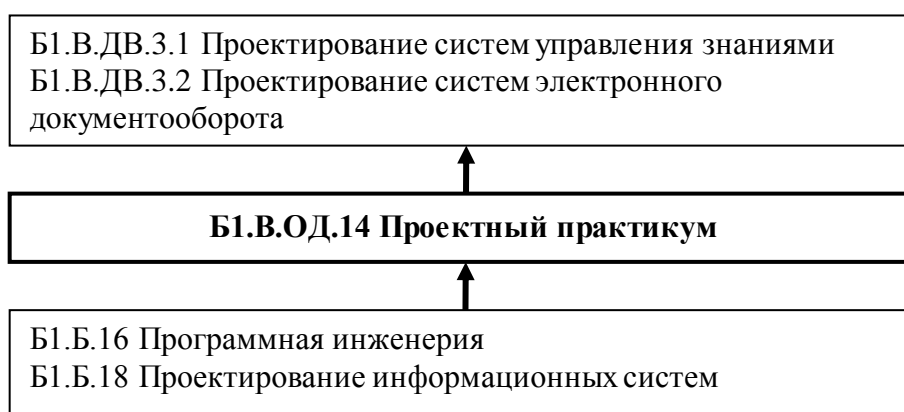 Б1.В.ДВ.3.1 Проектирование систем управления знаниями
Б1.В.ДВ.3.2 Проектирование систем электронного
документооборота
Б1.В.ОД.14 Проектный практикум
Б1.Б.16 Программная инженерия
Б1.Б.18 Проектирование информационных систем